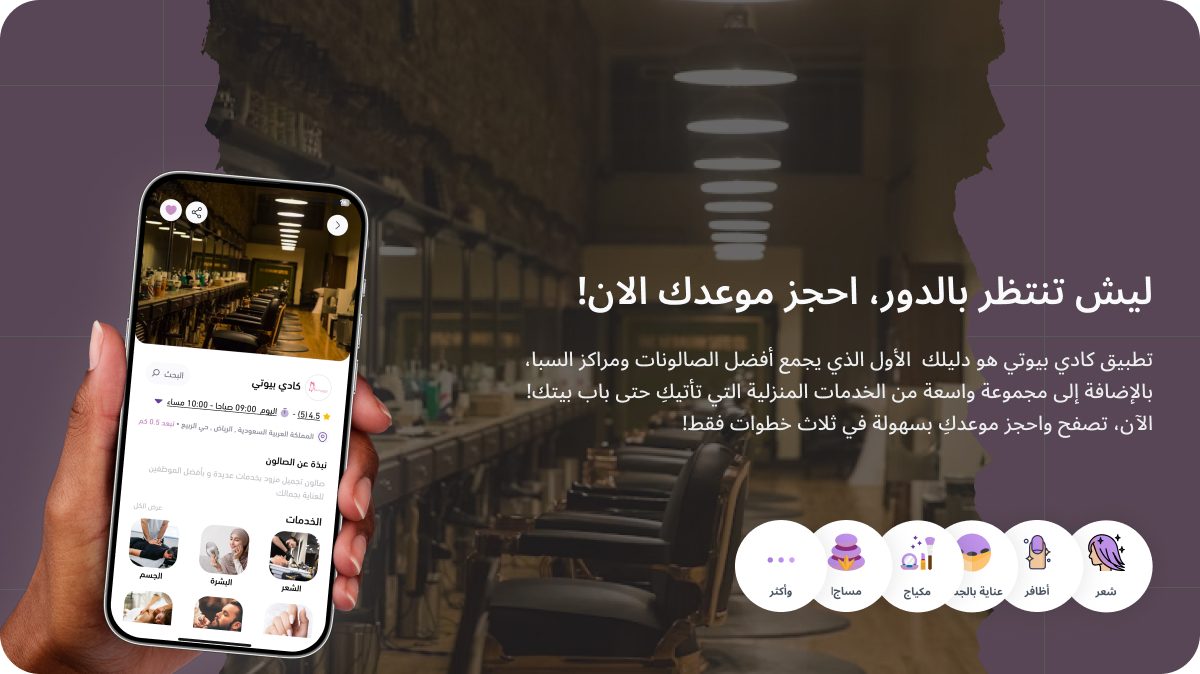 ليش تنتظر بالدور، احجز موعدك الان!
تطبيق كادي بيوتي هو دليلك الأول الذي يجمع أفضل الصالونات ومراكز السبا،
بالإضافة إلى مجموعة واسعة من الخدمات المنزلية التي تأتيكِ حتى باب بيتك!
الآن، تصفح واحجز موعدكِ بسهولة في ثلاث خطوات فقط!
شعر
أظافر
عناية بالجس
مكياج
مساج
وأكثر
كادي بيوتي
البحث
4.5 (5) - اليوم 09:00 صباحا - 10:00 مساء
المملكة العربية السعودية , الرياض , حي الربيع • تبعد 0.5 كم
نبذة عن الصالون
صالون تجميل مزود بخدمات عديدة و بأفضل الموظفين
للعناية بجمالك
الخدمات
عرض الكل
الشعر
البشرة
الجسم